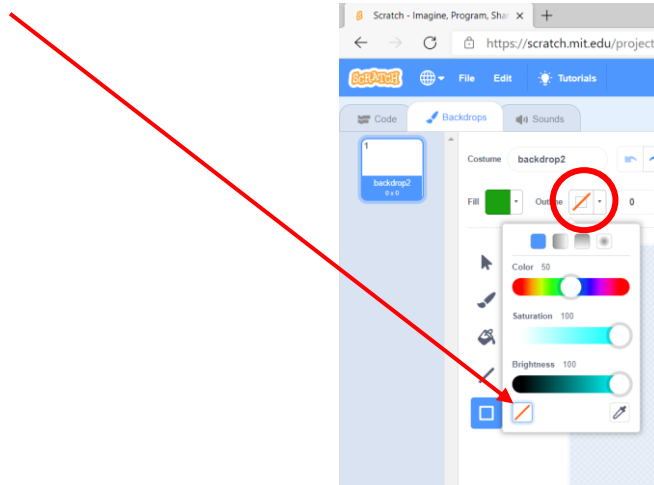 Scratch - Imagine, Program, Shar
https://scratch.mit.edu/project
SCRATCH File Edit Tutorials
Code Backdrops Sounds
1
backdrop2
0 x 0
Costume backdrop2
Fill Outline 0
Color 50
Saturation 100
Brightness 100